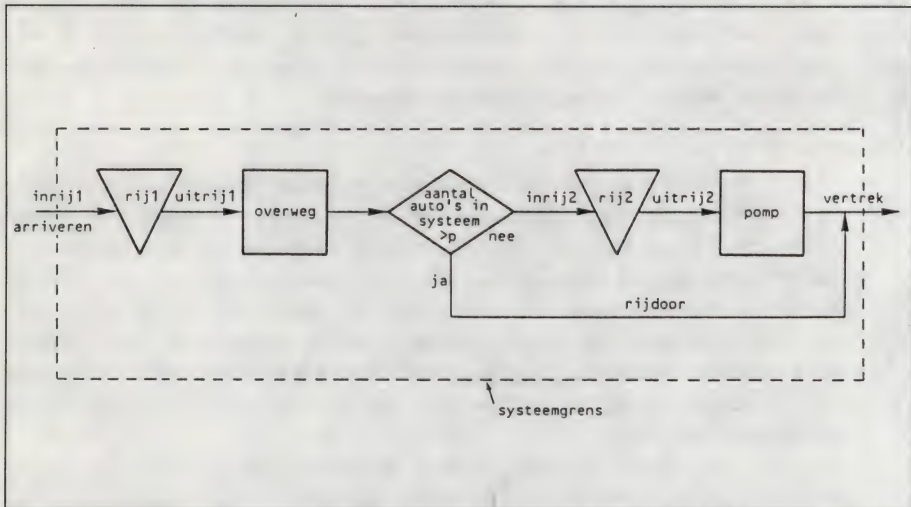 inrij1
arriveren
rij1
uitrij1
overweg
aantal
auto's in
systeem
>p
nee
ja
inrij2
rij2
uitrij2
pomp
vertrek
rijdoor
systeemgrens